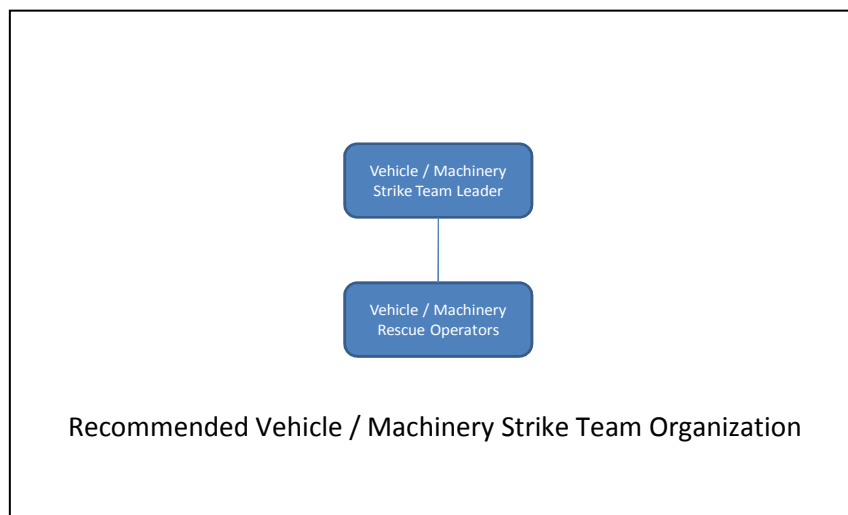 Vehicle / Machinery
Strike Team Leader
Vehicle / Machinery
Rescue Operators
Recommended Vehicle / Machinery Strike Team Organization